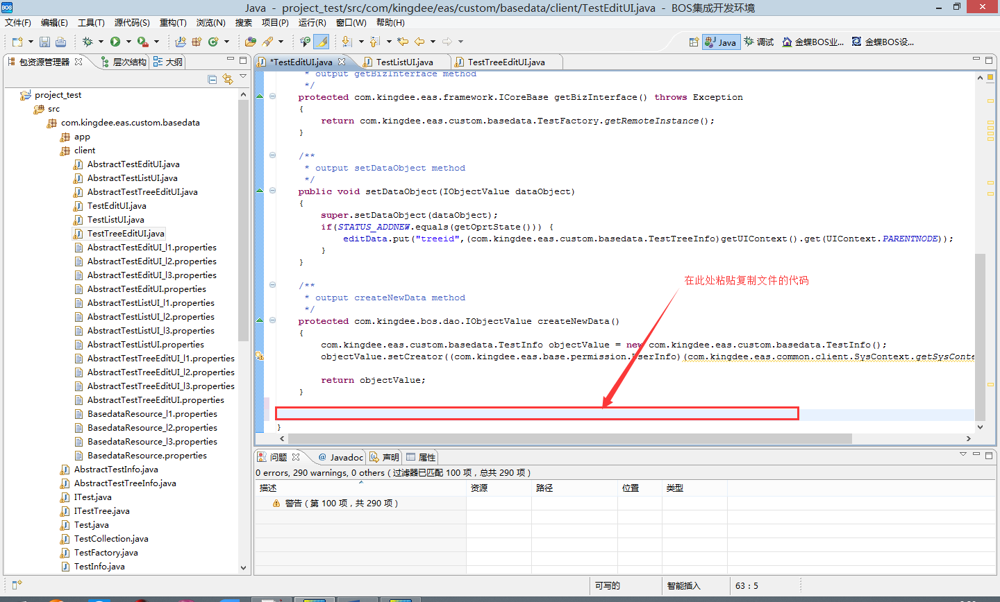 BOS
Java - project_test/src/com/kingdee/eas/custom/basedata/client/TestEditUI.java - BOS集成开发环境
文件(F) 编辑(E) 工具(T) 源代码(S) 重构(T) 浏览(N) 搜索 项目(P) 运行(R) 窗口(W) 帮助(H)
Java 调试 金蝶BOS业... 金蝶BOS设...
包资源管理器 层次结构 大纲
project_test
src
com.kingdee.eas.custom.basedata
app
client
AbstractTestEditUI.java
AbstractTestListUI.java
AbstractTestTreeEditUI.java
TestEditUI.java
TestListUI.java
TestTreeEditUI.java
AbstractTestEditUI_l1.properties
AbstractTestEditUI_l2.properties
AbstractTestEditUI_l3.properties
AbstractTestEditUI.properties
AbstractTestListUI_l1.properties
AbstractTestListUI_l2.properties
AbstractTestListUI_l3.properties
AbstractTestListUI.properties
AbstractTestTreeEditUI_l1.properties
AbstractTestTreeEditUI_l2.properties
AbstractTestTreeEditUI_l3.properties
AbstractTestTreeEditUI.properties
BasedataResource_l1.properties
BasedataResource_l2.properties
BasedataResource_l3.properties
BasedataResource.properties
AbstractTestInfo.java
AbstractTestTreeInfo.java
ITest.java
ITestTree.java
Test.java
TestCollection.java
TestFactory.java
TestInfo.java
*TestEditUI.java TestListUI.java TestTreeEditUI.java
* output getBizInterface method
*/
protected com.kingdee.eas.framework.ICoreBase getBizInterface() throws Exception
{
return com.kingdee.eas.custom.basedata.TestFactory.getRemoteInstance();
}
/**
* output setDataObject method
*/
public void setDataObject(IObjectValue dataObject)
{
super.setDataObject(dataObject);
if(STATUS_ADDNEW.equals(getOprtState())) {
editData.put("treeid",(com.kingdee.eas.custom.basedata.TestTreeInfo)getUIContext().get(UIContext.PARENTNODE));
}
}
在此处粘贴复制文件的代码
/**
* output createNewData method
*/
protected com.kingdee.bos.dao.IObjectValue createNewData()
{
com.kingdee.eas.custom.basedata.TestInfo objectValue = new com.kingdee.eas.custom.basedata.TestInfo();
objectValue.setCreator((com.kingdee.eas.base.permission.UserInfo)(com.kingdee.eas.common.client.SysContext.getSysConte
return objectValue;
}
}
问题 Javadoc 声明 属性
0 errors, 290 warnings, 0 others ( 过滤器已匹配 100 项，总共 290 项 )
描述 资源 路径 位置 类型
警告 ( 第 100 项，共 290 项 )
可写的 智能插入 63 : 5